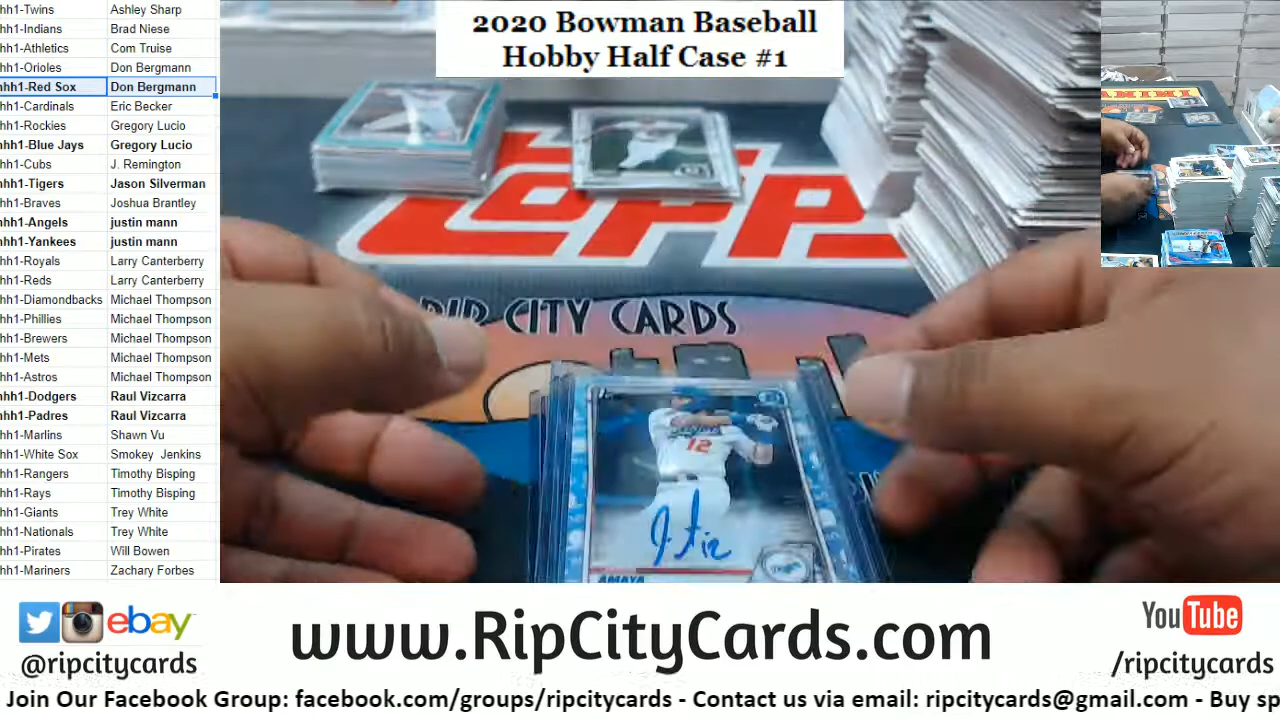 hh1-Twins Ashley Sharp
hh1-Indians Brad Niese
hh1-Athletics Com Truise
hh1-Orioles Don Bergmann
hh1-Red Sox Don Bergmann
hh1-Cardinals Eric Becker
hh1-Rockies Gregory Lucio
hh1-Blue Jays Gregory Lucio
hh1-Cubs J. Remington
hh1-Tigers Jason Silverman
hh1-Braves Joshua Brantley
hh1-Angels justin mann
hh1-Yankees justin mann
hh1-Royals Larry Canterberry
hh1-Reds Larry Canterberry
hh1-Diamondbacks Michael Thompson
hh1-Phillies Michael Thompson
hh1-Brewers Michael Thompson
hh1-Mets Michael Thompson
hh1-Astros Michael Thompson
hh1-Dodgers Raul Vizcarra
hh1-Padres Raul Vizcarra
hh1-Marlins Shawn Vu
hh1-White Sox Smokey Jenkins
hh1-Rangers Timothy Bisping
hh1-Rays Timothy Bisping
hh1-Giants Trey White
hh1-Nationals Trey White
hh1-Pirates Will Bowen
hh1-Mariners Zachary Forbes
2020 Bowman Baseball
Hobby Half Case #1
TOPP
RIP CITY CARDS
12
AMAYA
PANINI
ebay
@ripcitycards
www.RipCityCards.com
YouTube
/ripcitycards
Join Our Facebook Group: facebook.com/groups/ripcitycards - Contact us via email: ripcitycards@gmail.com - Buy sp